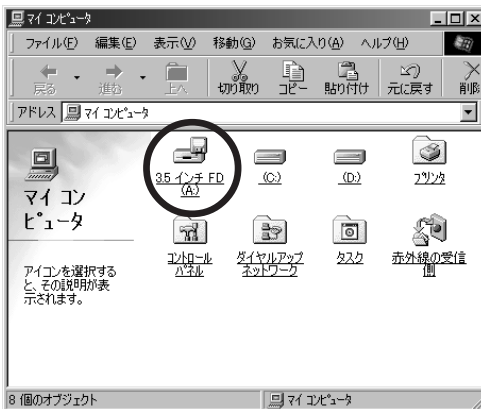 マイ コンピュータ
ファイル(F) 編集(E) 表示(V) 移動(G) お気に入り(A) ヘルプ(H)
戻る 進む 上へ 切り取り コピー 貼り付け 元に戻す 削除
アドレス マイ コンピュータ
マイ コン
ピュータ
アイコンを選択する
と、その説明が表
示されます。
3.5 インチ FD
(A:)
(C:)
(D:)
プリンタ
コントロール
パネル
ダイヤルアップ
ネットワーク
タスク
赤外線の受信
側
8 個のオブジェクト マイ コンピュータ